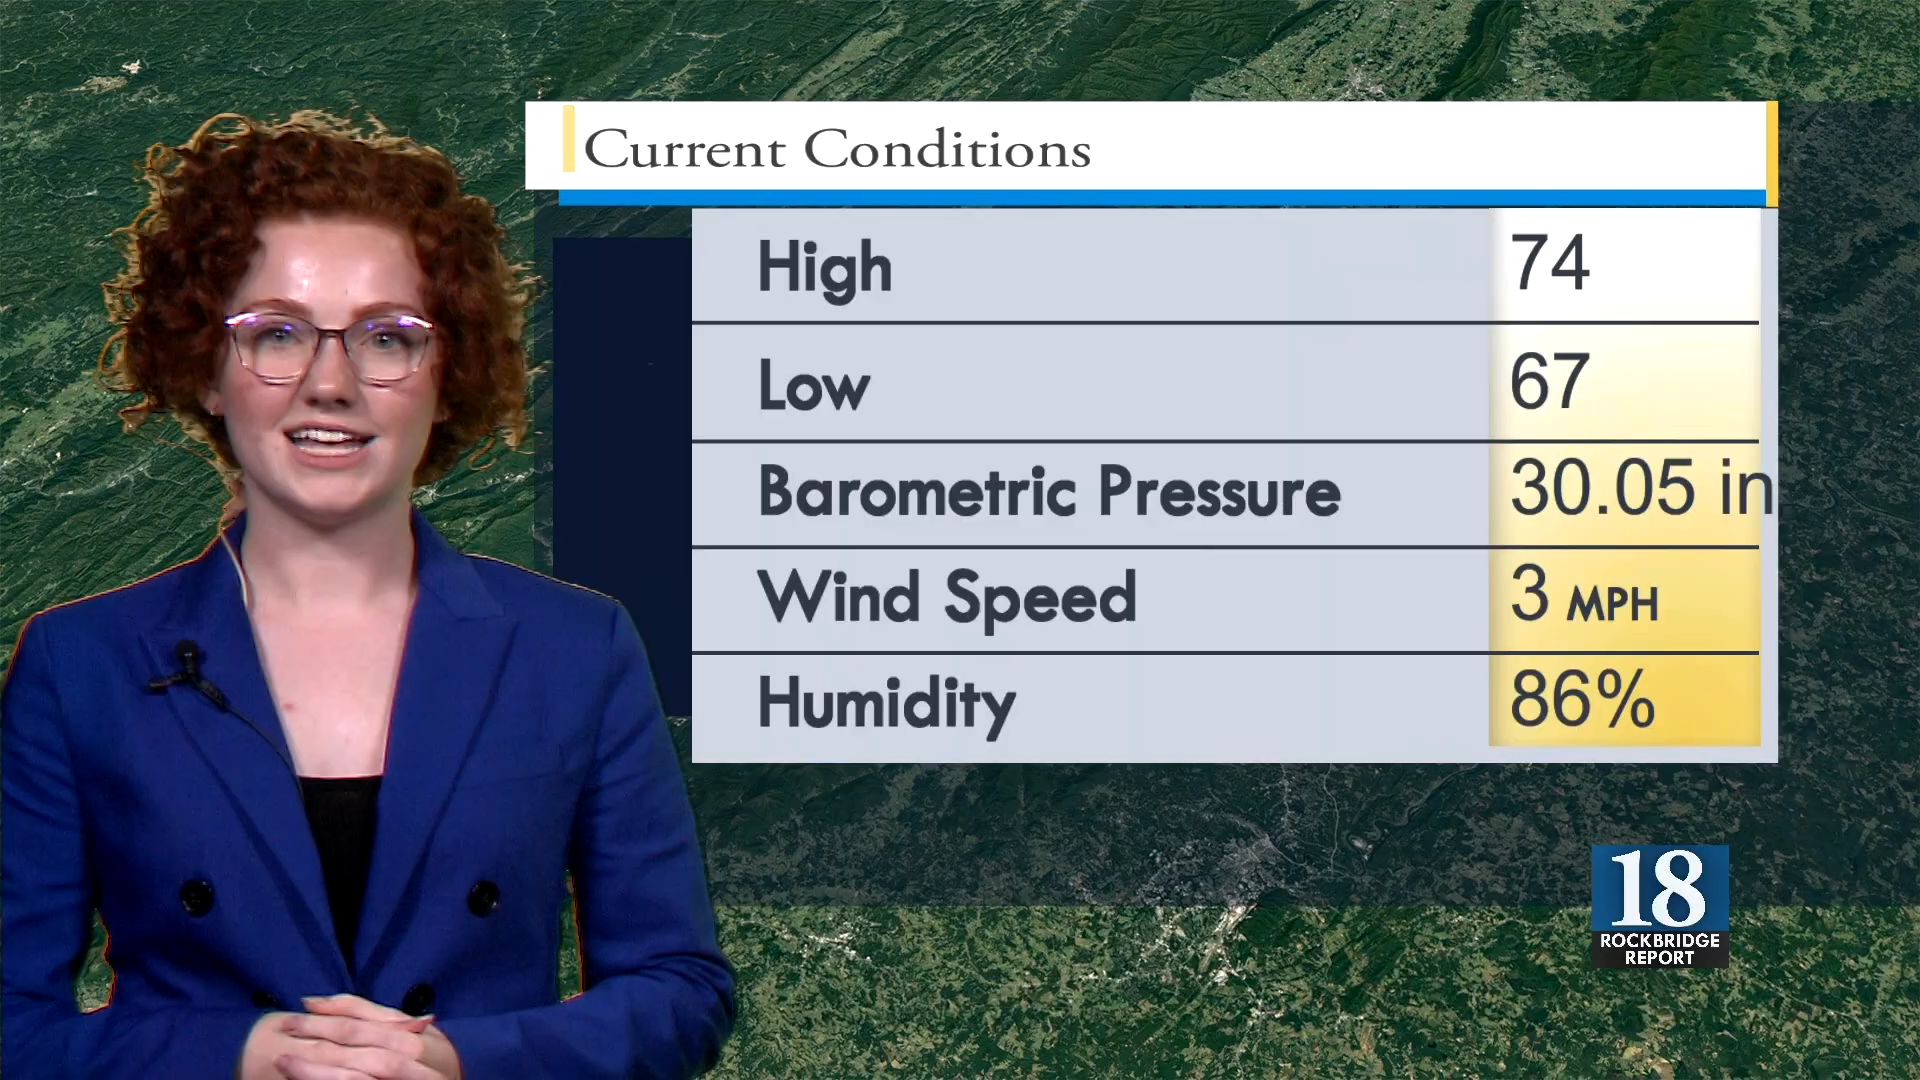 Current Conditions
High 74
Low 67
Barometric Pressure 30.05 in
Wind Speed 3 MPH
Humidity 86%
18
ROCKBRIDGE
REPORT